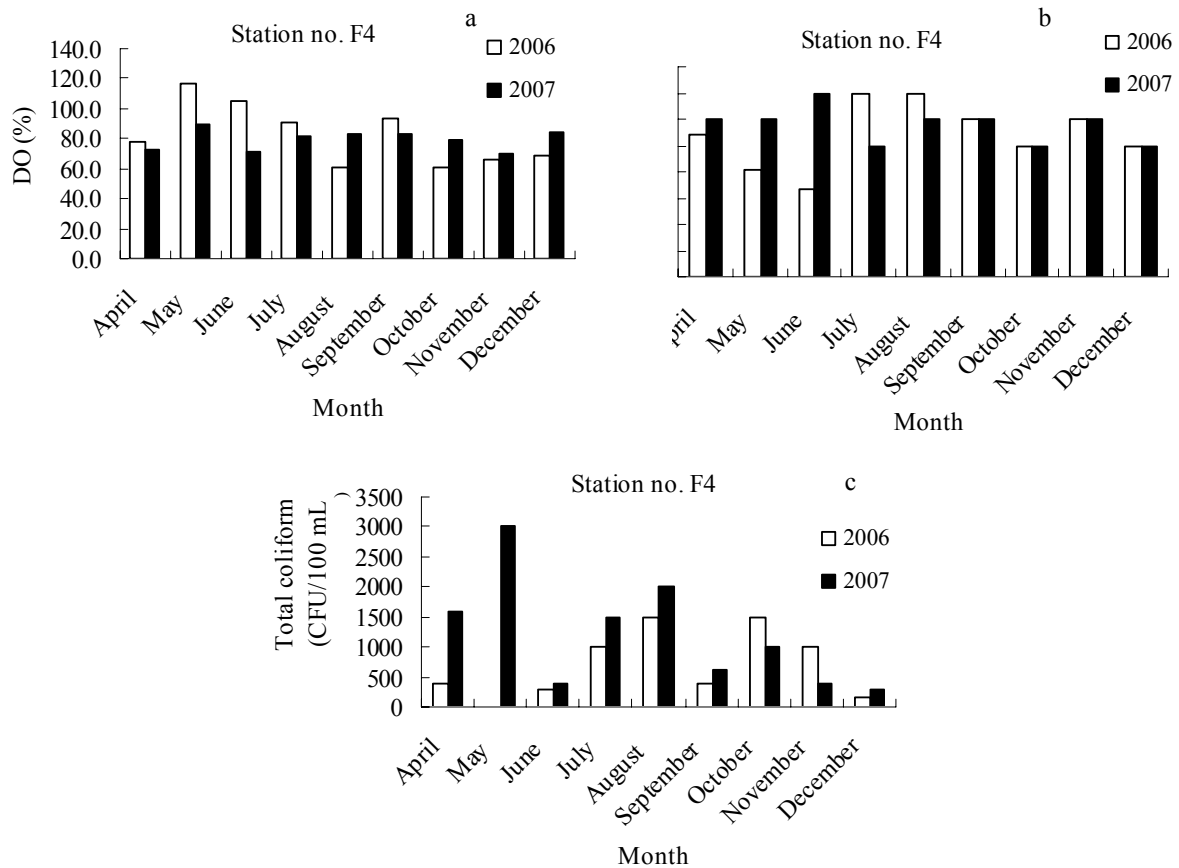 a
Station no. F4
2006
2007
140.0
120.0
100.0
80.0
60.0
40.0
20.0
0.0
DO (%)
April
May
June
July
August
September
October
November
December
Month
b
Station no. F4
2006
2007
May
June
July
August
September
October
November
December
Month
Station no. F4
c
2006
2007
3500
3000
2500
2000
1500
1000
500
0
Total coliform
(CFU/100 mL )
April
May
June
July
August
September
October
November
December
Month